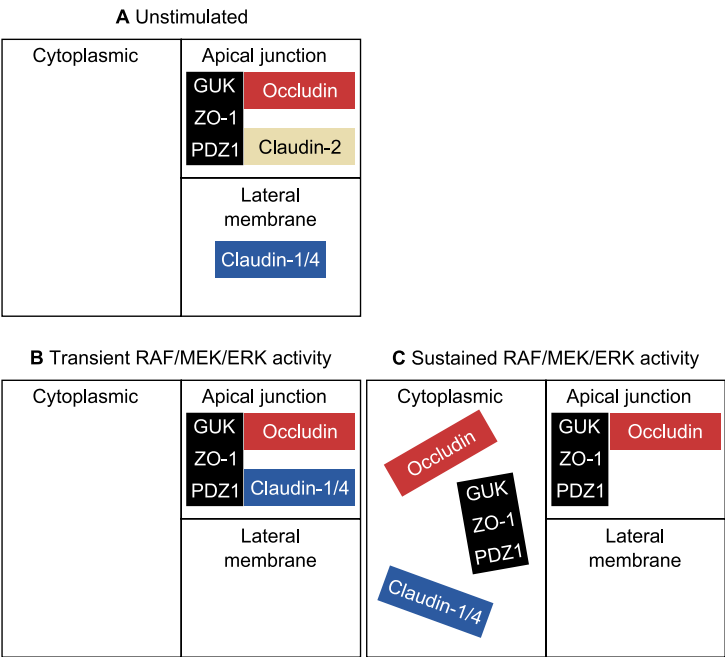 A Unstimulated
Cytoplasmic
Apical junction
GUK
Occludin
ZO-1
PDZ1
Claudin-2
Lateral
membrane
Claudin-1/4
B Transient RAF/MEK/ERK activity
Cytoplasmic
Apical junction
GUK
Occludin
ZO-1
PDZ1
Claudin-1/4
Lateral
membrane
C Sustained RAF/MEK/ERK activity
Cytoplasmic
Occludin
GUK
ZO-1
PDZ1
Claudin-1/4
Apical junction
GUK
Occludin
ZO-1
PDZ1
Lateral
membrane